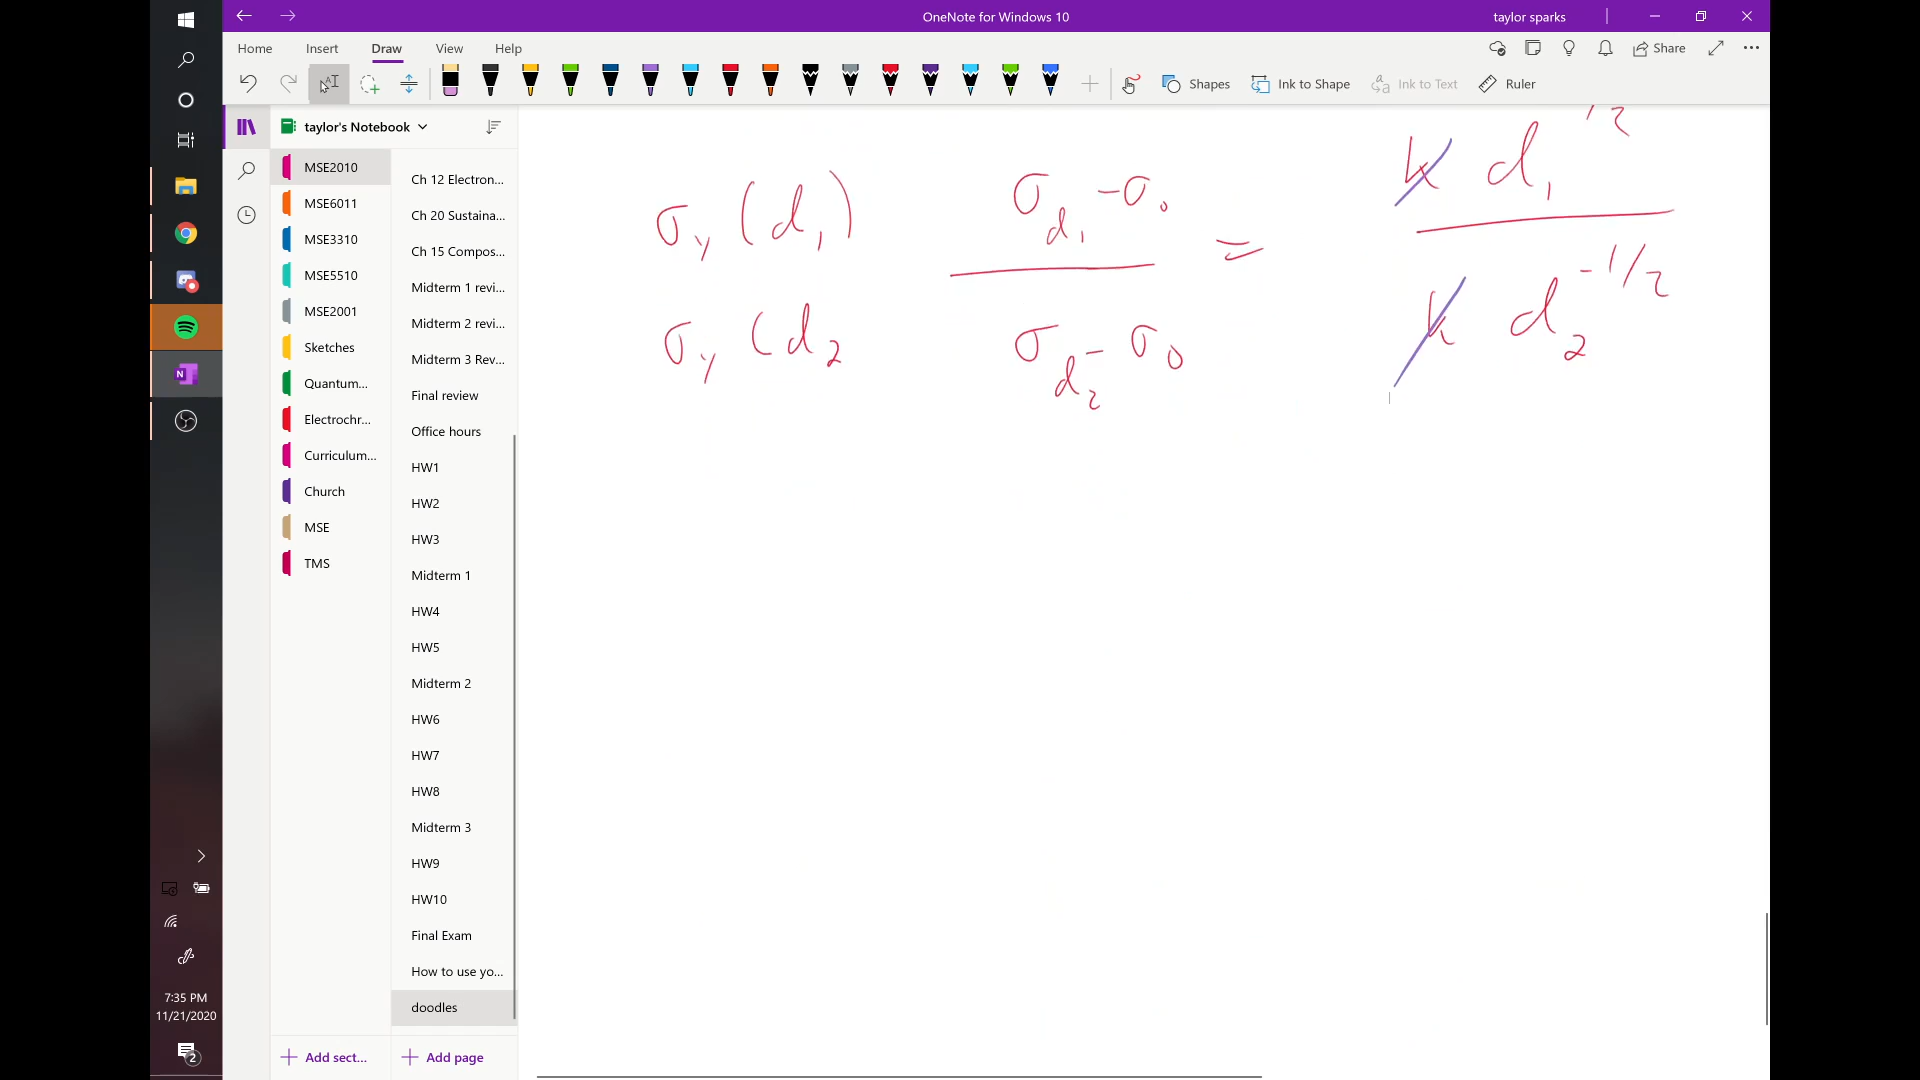 OneNote for Windows 10
taylor sparks
Home Insert Draw View Help
Share
Shapes
Ink to Shape
Ink to Text
Ruler
taylor's Notebook
MSE2010
MSE6011
MSE3310
MSE5510
MSE2001
Sketches
Quantum...
Electrochr...
Curriculum...
Church
MSE
TMS
Add sect...
Ch 12 Electron...
Ch 20 Sustaina...
Ch 15 Compos...
Midterm 1 revi...
Midterm 2 revi...
Midterm 3 Rev...
Final review
Office hours
HW1
HW2
HW3
Midterm 1
HW4
HW5
Midterm 2
HW6
HW7
HW8
Midterm 3
HW9
HW10
Final Exam
How to use yo...
doodles
Add page
σy (d1) σd1 - σ0 = k d1
σy (d2 σd2 - σ0 k d2^-1/2
7:35 PM
11/21/2020
2